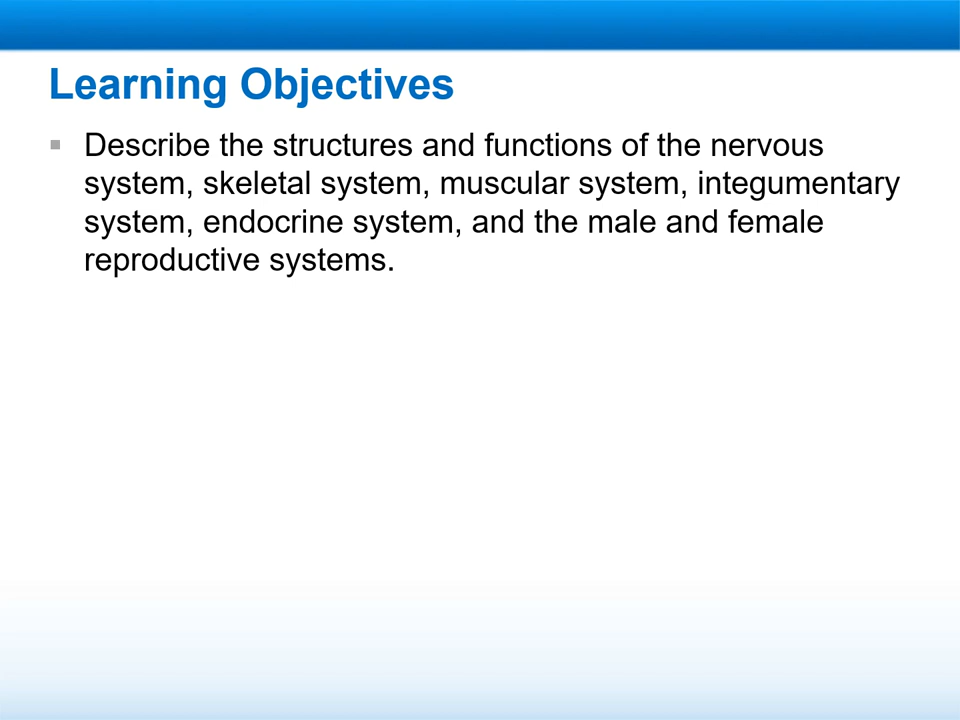 Learning Objectives
Describe the structures and functions of the nervous
system, skeletal system, muscular system, integumentary
system, endocrine system, and the male and female
reproductive systems.